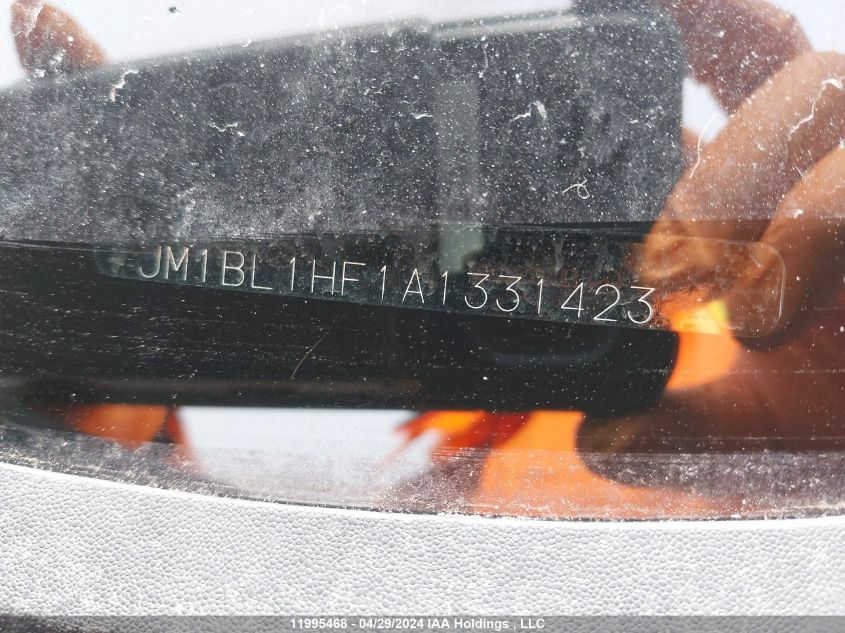 JM1BL1HF1A1331423
11995468 - 04/29/2024 IAA Holdings , LLC